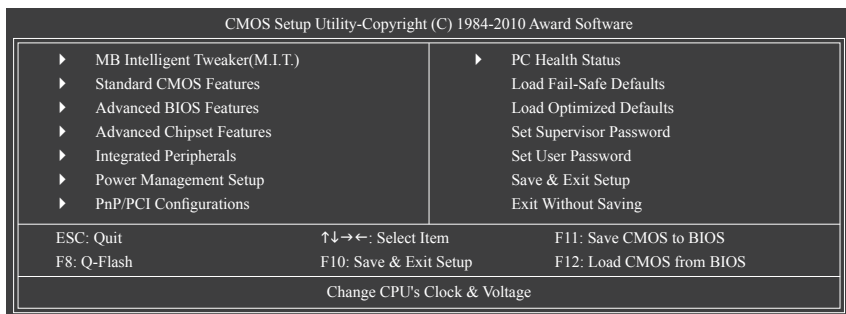 CMOS Setup Utility-Copyright (C) 1984-2010 Award Software
MB Intelligent Tweaker(M.I.T.)
Standard CMOS Features
Advanced BIOS Features
Advanced Chipset Features
Integrated Peripherals
Power Management Setup
PnP/PCI Configurations
PC Health Status
Load Fail-Safe Defaults
Load Optimized Defaults
Set Supervisor Password
Set User Password
Save & Exit Setup
Exit Without Saving
ESC: Quit ↑↓→←: Select Item F11: Save CMOS to BIOS
F8: Q-Flash F10: Save & Exit Setup F12: Load CMOS from BIOS
Change CPU's Clock & Voltage